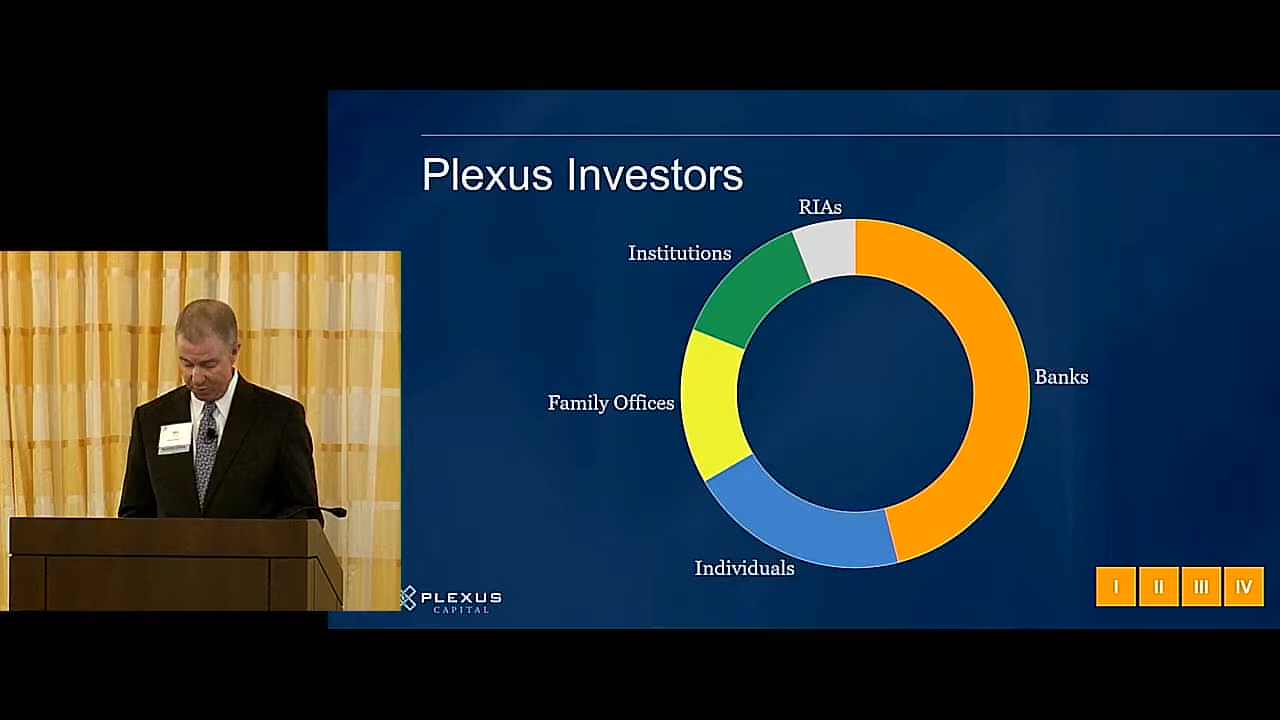 Plexus Investors
RIAs
Institutions
Banks
Family Offices
Individuals
PLEXUS
CAPITAL
I II III IV